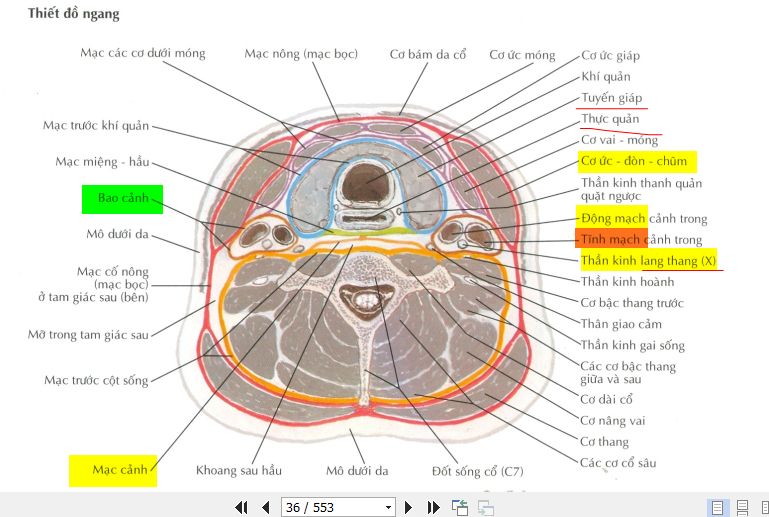 Thiết đồ ngang
Mạc các cơ dưới móng
Mạc nông (mạc bọc)
Cơ bám da cổ
Cơ ức móng
Cơ ức giáp
Khí quản
Tuyến giáp
Thực quản
Cơ vai - móng
Cơ ức - đòn - chũm
Thần kinh thanh quản
quặt ngược
Động mạch cảnh trong
Tĩnh mạch cảnh trong
Thần kinh lang thang (X)
Thần kinh hoành
Cơ bậc thang trước
Thân giao cảm
Thần kinh gai sống
Các cơ bậc thang
giữa và sau
Cơ dài cổ
Cơ nâng vai
Cơ thang
Các cơ cổ sâu
Mạc trước khí quản
Mạc miệng - hầu
Bao cảnh
Mô dưới da
Mạc cổ nông
(mạc bọc)
ở tam giác sau (bên)
Mỡ trong tam giác sau
Mạc trước cột sống
Mạc cảnh
Khoang sau hầu
Mô dưới da
Đốt sống cổ (C7)
36 / 553